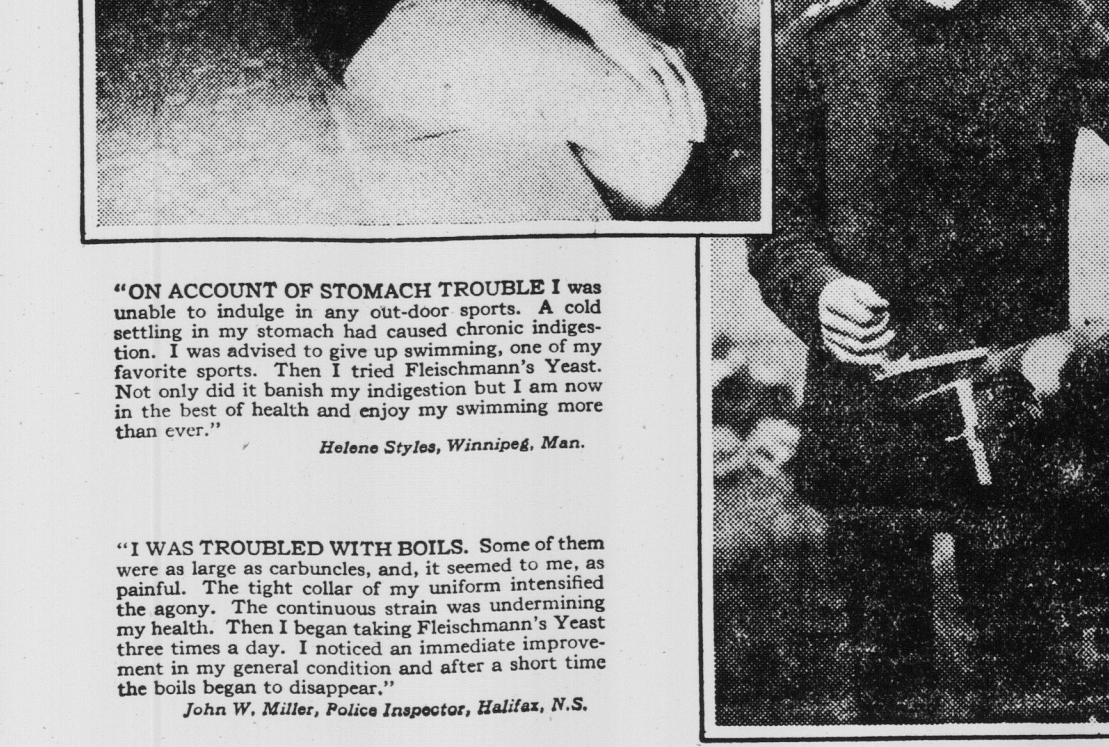 “ON ACCOUNT OF STOMACH TROUBLE I was
unable to indulge in any out-door sports. A cold
settling in my stomach had caused chronic indiges-
tion. I was advised to give up swimming, one of my
favorite sports. Then I tried Fleischmann’s Yeast.
Not only did it banish my indigestion but I am now
in the best of health and enjoy my swimming more
than ever.”
Helene Styles, Winnipeg, Man.
“I WAS TROUBLED WITH BOILS. Some of them
were as large as carbuncles, and, it seemed to me, as
painful. The tight collar of my uniform intensified
the agony. The continuous strain was undermining
my health. Then I began taking Fleischmann’s Yeast
three times a day. I noticed an immediate improve-
ment in my general condition and after a short time
the boils began to disappear.”
John W. Miller, Police Inspector, Halifax, N.S.